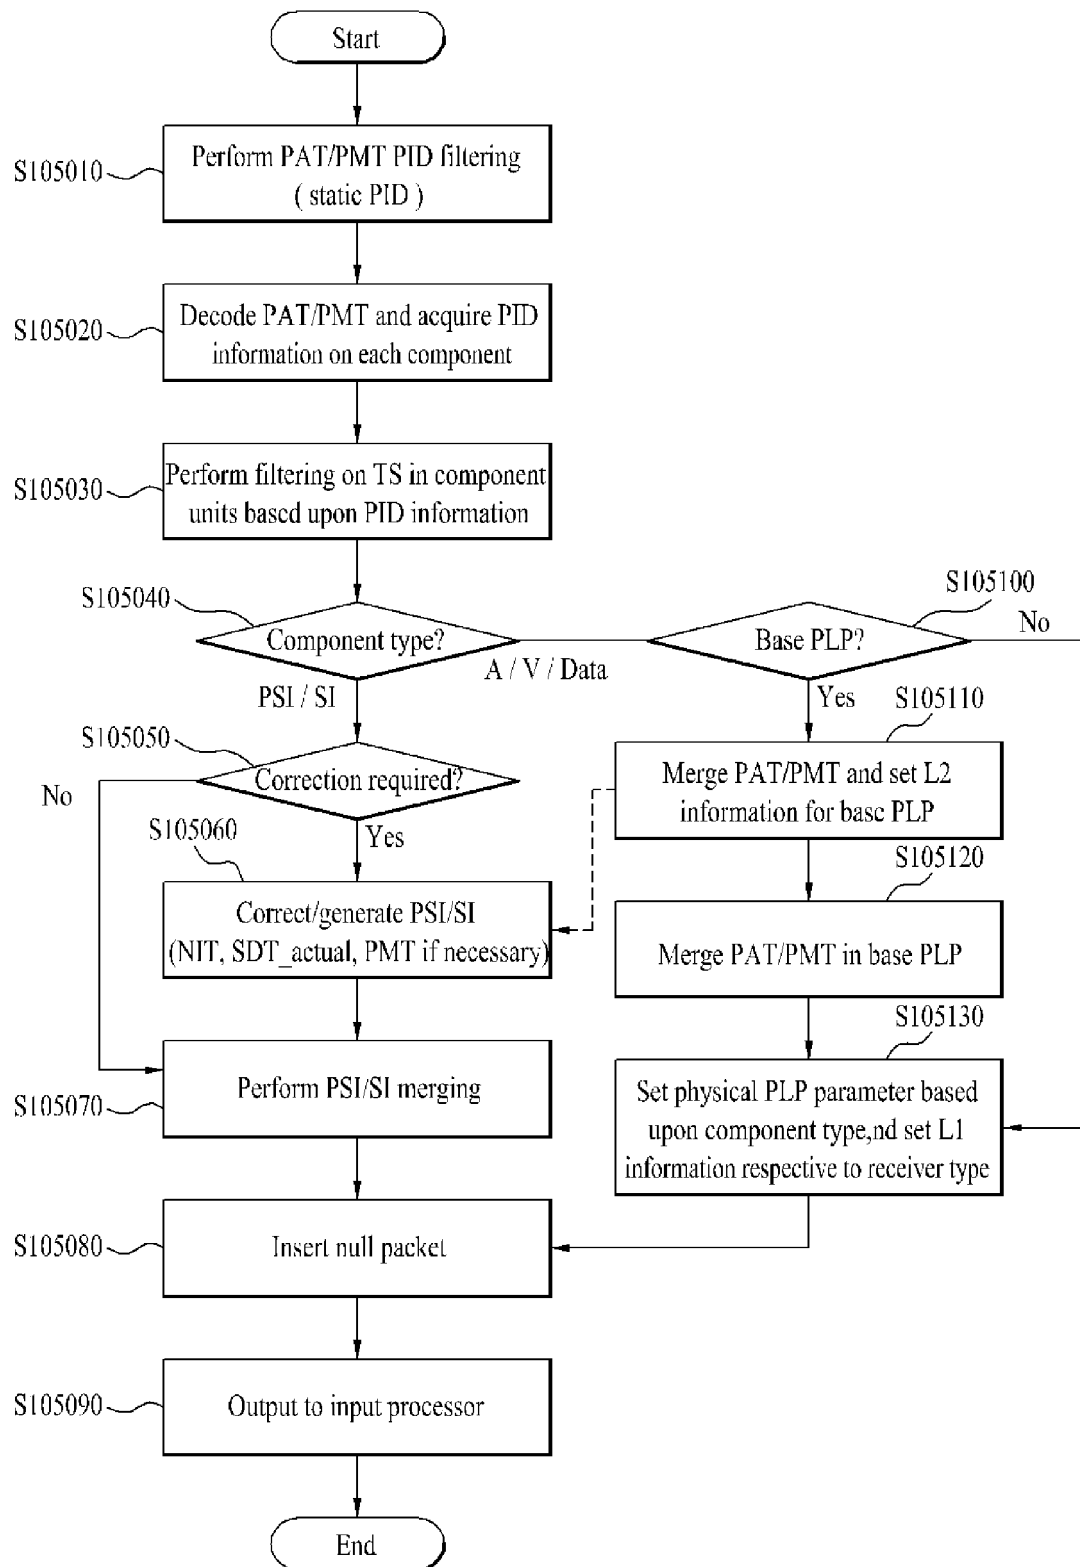 Start
S105010
Perform PAT/PMT PID filtering
( static PID )
S105020
Decode PAT/PMT and acquire PID
information on each component
S105030
Perform filtering on TS in component
units based upon PID information
S105040
Component type?
A / V / Data
PSI / SI
S105100
Base PLP?
No
Yes
S105050
Correction required?
No
Yes
S105110
Merge PAT/PMT and set L2
information for base PLP
S105060
Correct/generate PSI/SI
(NIT, SDT_actual, PMT if necessary)
S105120
Merge PAT/PMT in base PLP
S105070
Perform PSI/SI merging
S105130
Set physical PLP parameter based
upon component type,nd set L1
information respective to receiver type
S105080
Insert null packet
S105090
Output to input processor
End